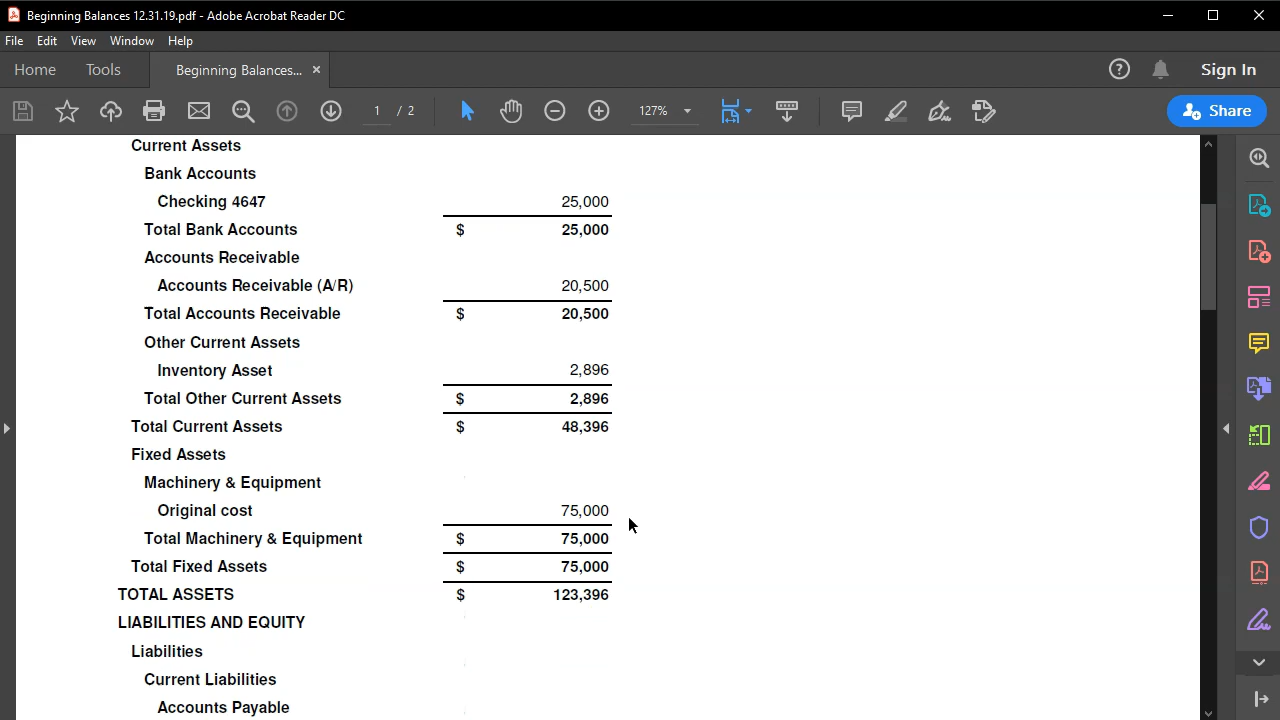 Beginning Balances 12.31.19.pdf - Adobe Acrobat Reader DC
File Edit View Window Help
Home Tools Beginning Balances... × Sign In
1 / 2 127% Share
Current Assets
Bank Accounts
Checking 4647 25,000
Total Bank Accounts $ 25,000
Accounts Receivable
Accounts Receivable (A/R) 20,500
Total Accounts Receivable $ 20,500
Other Current Assets
Inventory Asset 2,896
Total Other Current Assets $ 2,896
Total Current Assets $ 48,396
Fixed Assets
Machinery & Equipment
Original cost 75,000
Total Machinery & Equipment $ 75,000
Total Fixed Assets $ 75,000
TOTAL ASSETS $ 123,396
LIABILITIES AND EQUITY
Liabilities
Current Liabilities
Accounts Payable